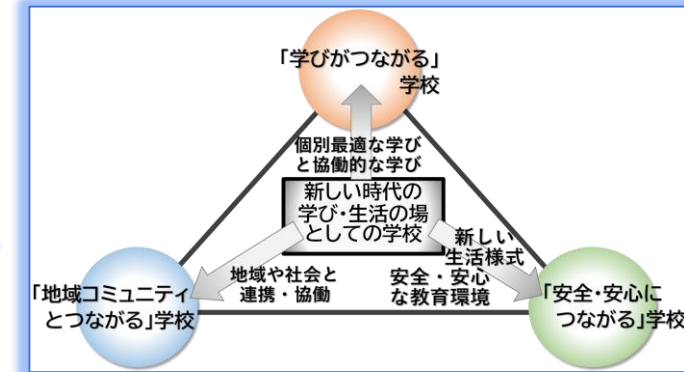 「学びがつながる」
学校
個別最適な学び
と協働的な学び
新しい時代の
学び・生活の場
としての学校
新しい
生活様式
地域や社会と
連携・協働
安全・安心
な教育環境
「地域コミュニティ
とつながる」学校
「安全・安心に
つながる」学校